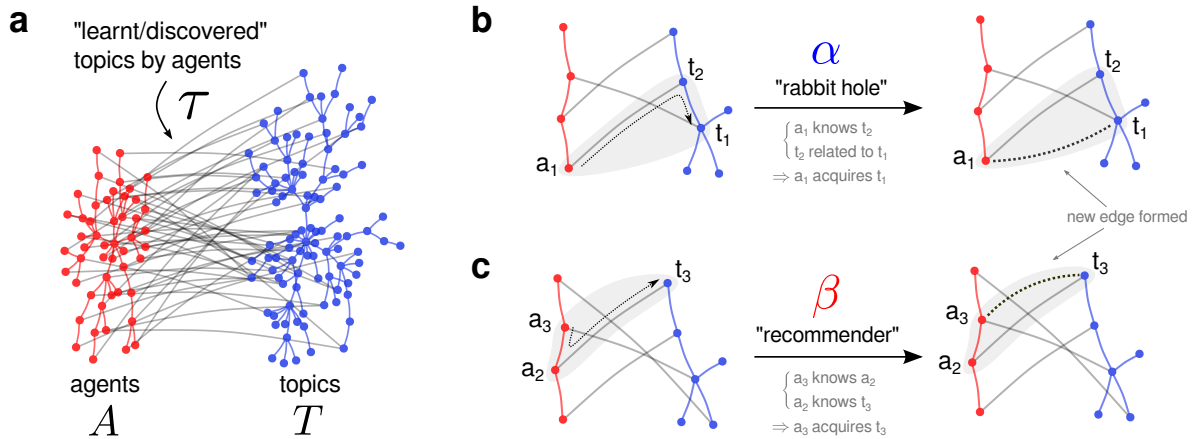 a
"learnt/discovered"
topics by agents
τ
agents
A
topics
T
b
a1
t2
t1
α
"rabbit hole"
{ a1 knows t2
t2 related to t1
⇒ a1 acquires t1
a1
t2
t1
new edge formed
c
a3
a2
t3
β
"recommender"
{ a3 knows a2
a2 knows t3
⇒ a3 acquires t3
a3
a2
t3